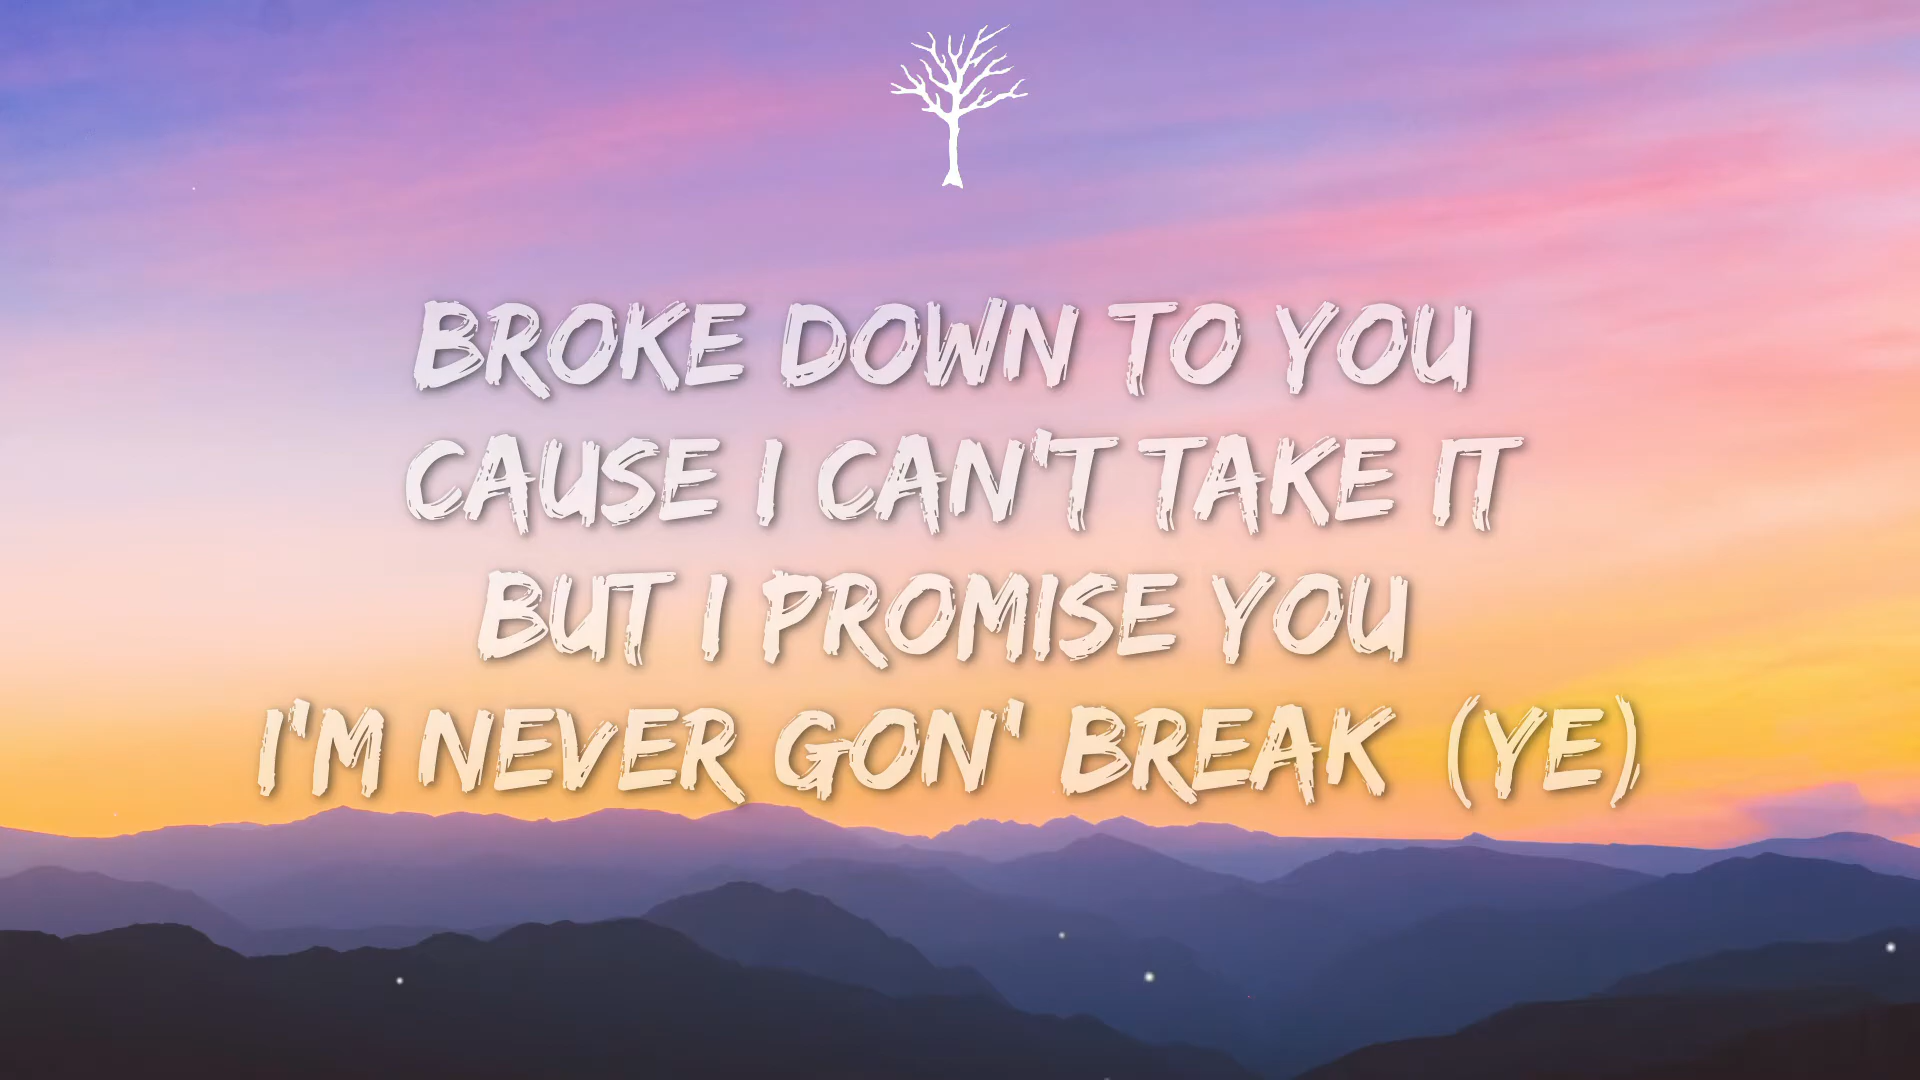 BROKE DOWN TO YOU
CAUSE I CAN'T TAKE IT
BUT I PROMISE YOU
I'M NEVER GON' BREAK (YE)